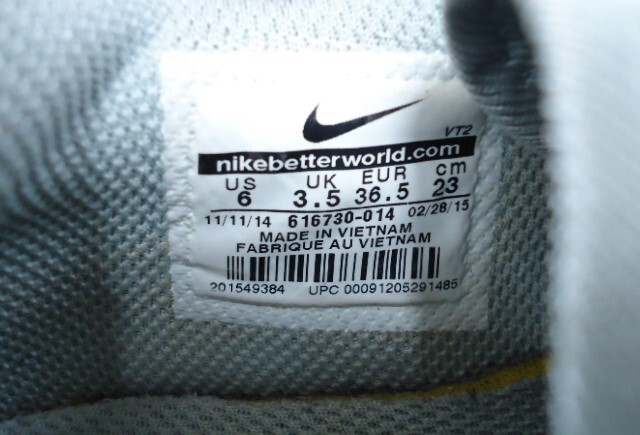 VT2
nikebetterworld.com
US UK EUR cm
6 3.5 36.5 23
11/11/14 616730-014 02/28/15
MADE IN VIETNAM
FABRIQUE AU VIETNAM
201549384 UPC 00091205291485